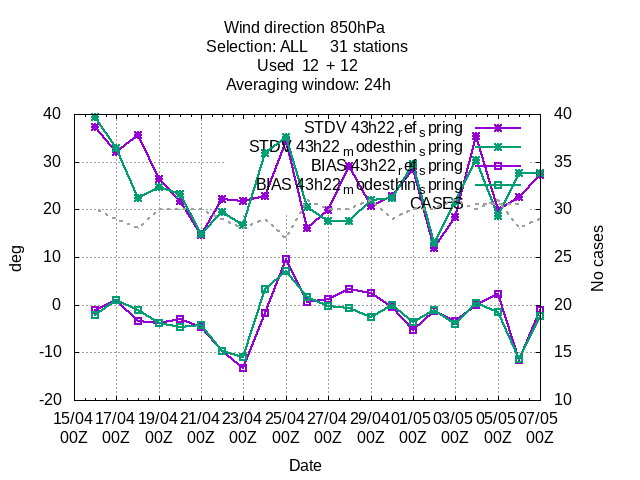 Wind direction 850hPa
Selection: ALL 31 stations
Used 12 + 12
Averaging window: 24h
STDV 43h22_ref_spring
STDV 43h22_modesthin_spring
BIAS 43h22_ref_spring
BIAS 43h22_modesthin_spring
CASES
40
30
20
10
0
-10
-20
deg
40
35
30
25
20
15
10
No cases
15/04 17/04 19/04 21/04 23/04 25/04 27/04 29/04 01/05 03/05 05/05 07/05
00Z 00Z 00Z 00Z 00Z 00Z 00Z 00Z 00Z 00Z 00Z 00Z
Date